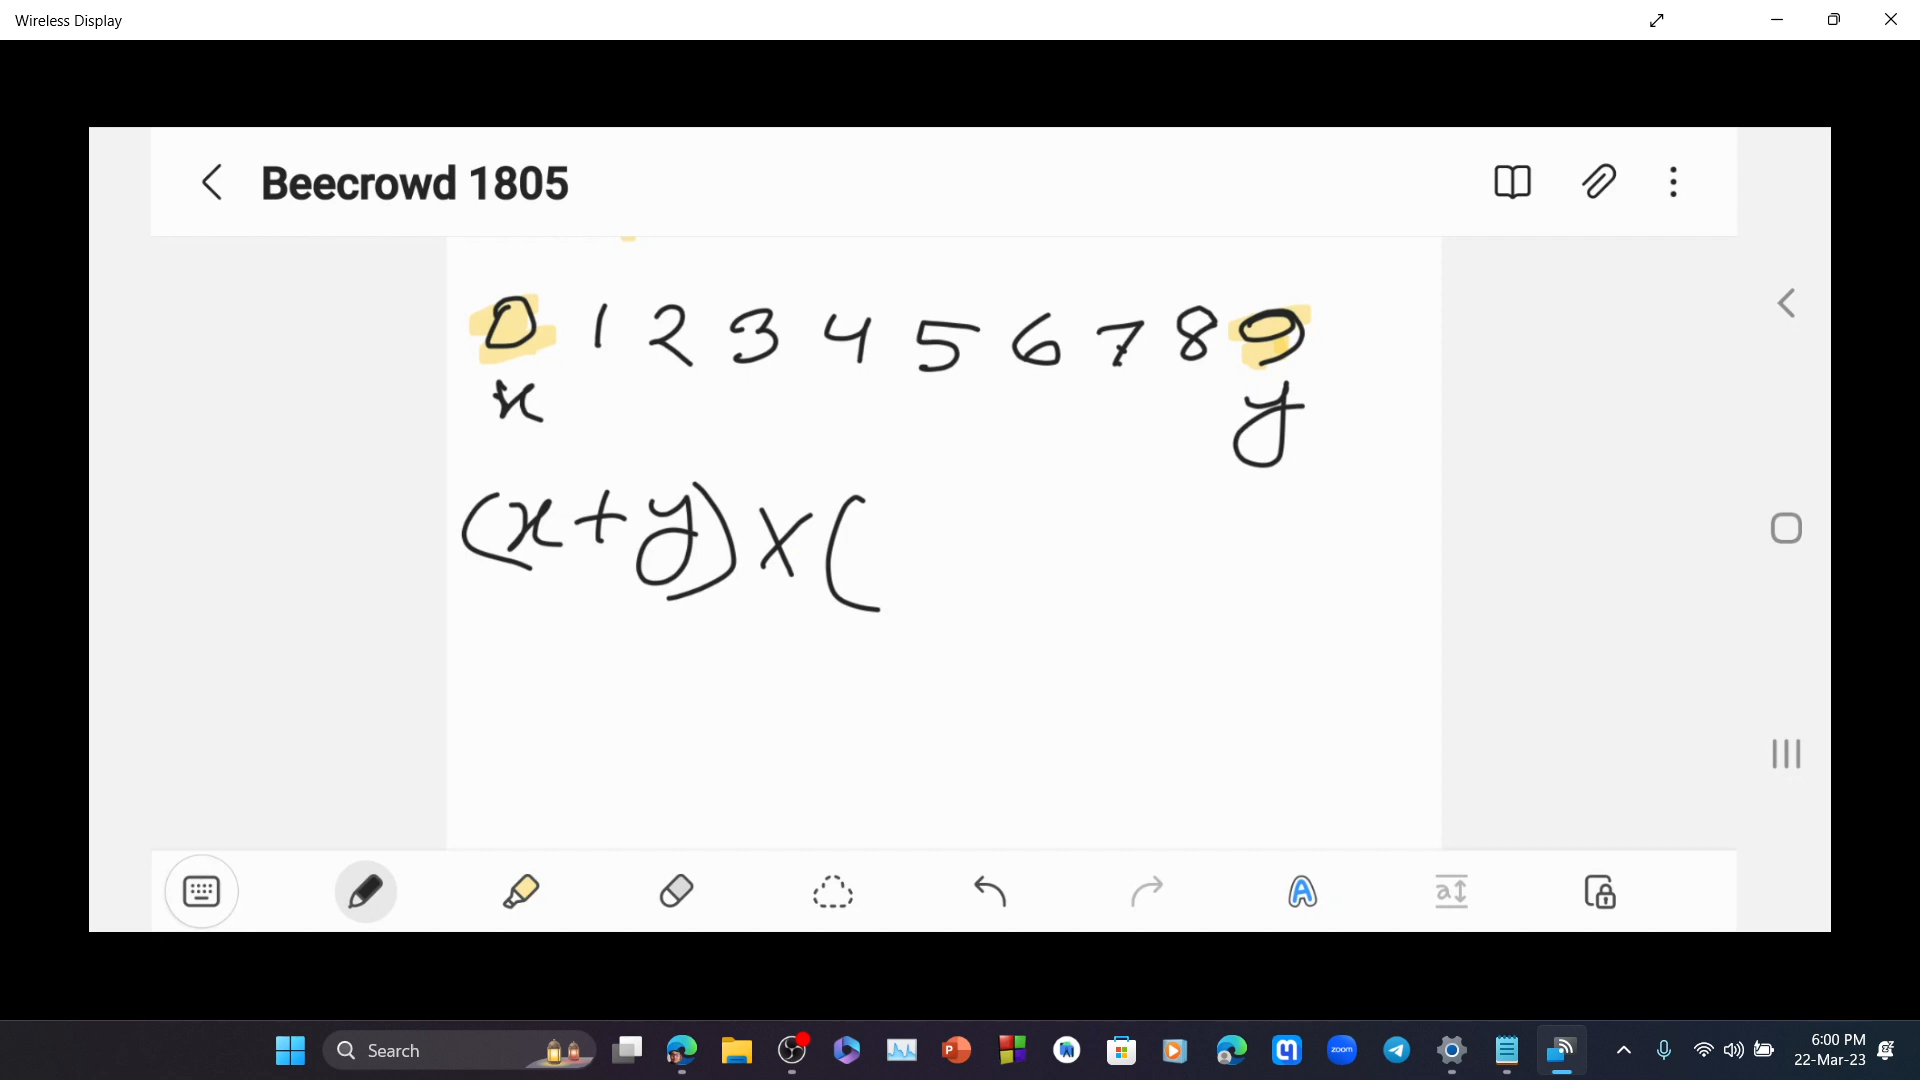 Wireless Display
Beecrowd 1805
0 1 2 3 4 5 6 7 8 9
x y
(x+y)×(
Search
zoom
6:00 PM
22-Mar-23